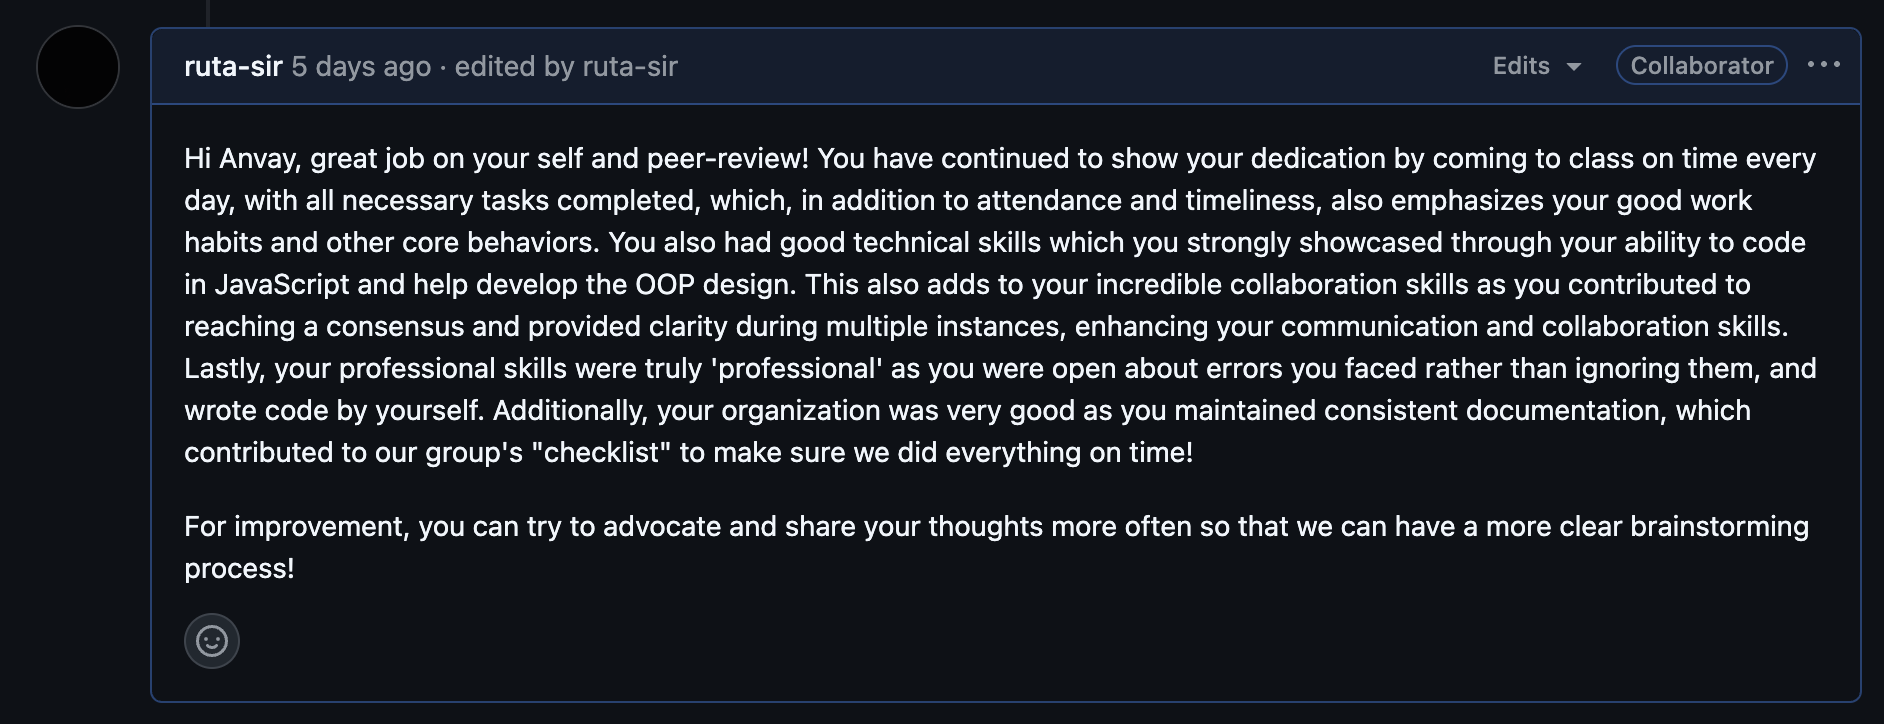 ruta-sir 5 days ago · edited by ruta-sir Edits Collaborator
Hi Anvay, great job on your self and peer-review! You have continued to show your dedication by coming to class on time every
day, with all necessary tasks completed, which, in addition to attendance and timeliness, also emphasizes your good work
habits and other core behaviors. You also had good technical skills which you strongly showcased through your ability to code
in JavaScript and help develop the OOP design. This also adds to your incredible collaboration skills as you contributed to
reaching a consensus and provided clarity during multiple instances, enhancing your communication and collaboration skills.
Lastly, your professional skills were truly 'professional' as you were open about errors you faced rather than ignoring them, and
wrote code by yourself. Additionally, your organization was very good as you maintained consistent documentation, which
contributed to our group's "checklist" to make sure we did everything on time!
For improvement, you can try to advocate and share your thoughts more often so that we can have a more clear brainstorming
process!